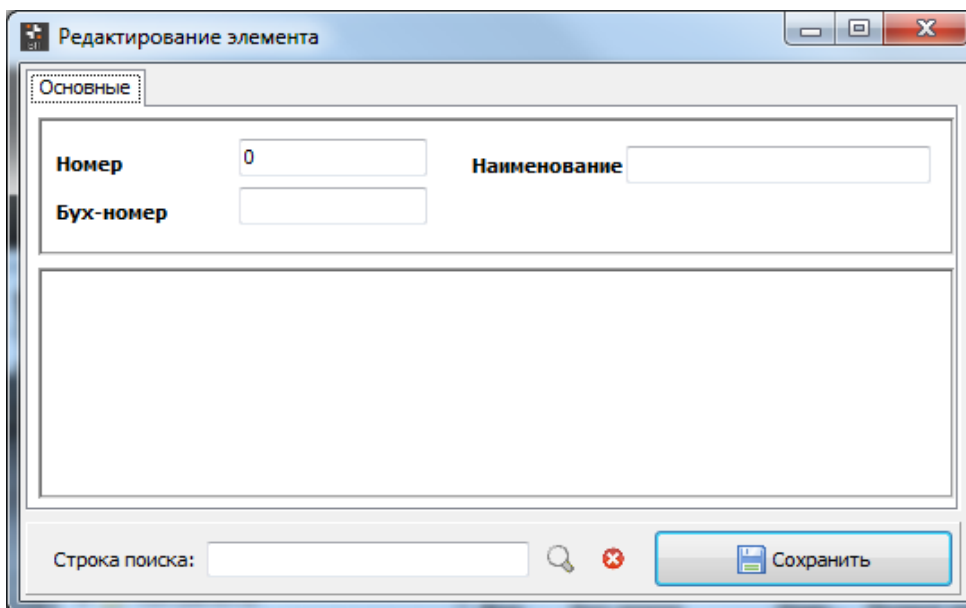 Редактирование элемента
Основные
Номер 0 Наименование
Бух-номер
Строка поиска: Сохранить